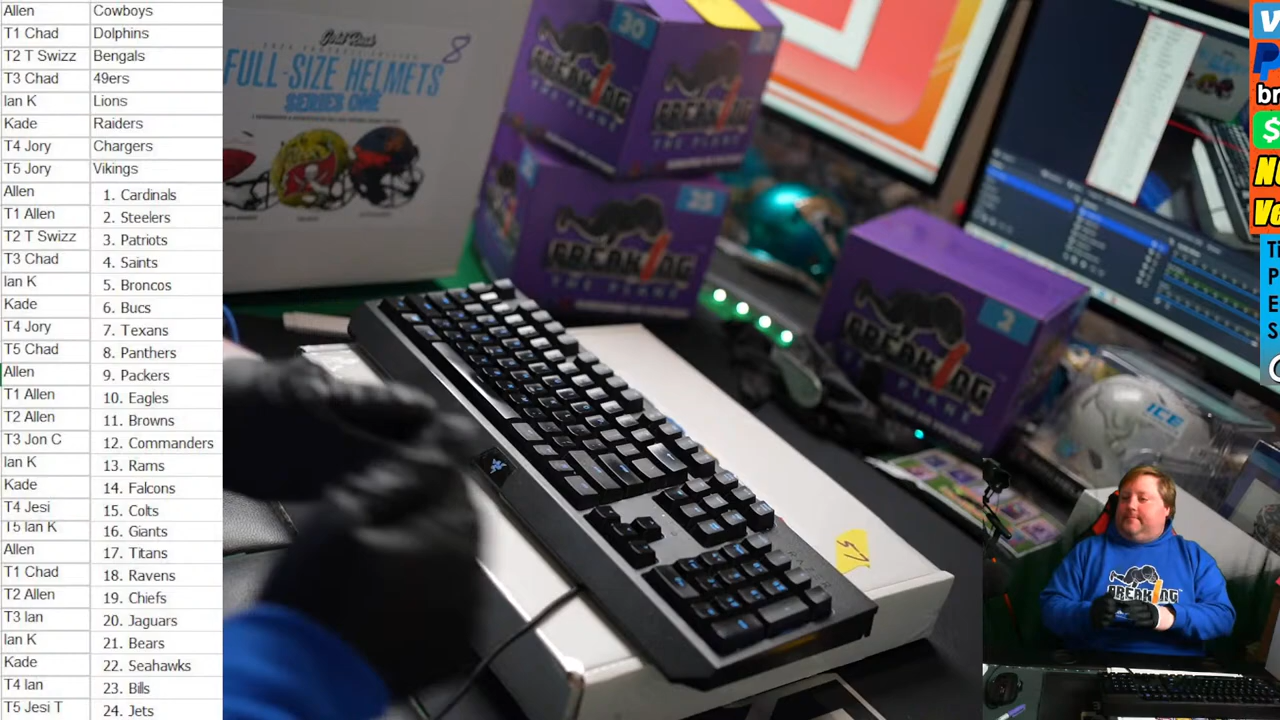 Allen Cowboys
T1 Chad Dolphins
T2 T Swizz Bengals
T3 Chad 49ers
Ian K Lions
Kade Raiders
T4 Jory Chargers
T5 Jory Vikings
Allen 1. Cardinals
T1 Allen 2. Steelers
T2 T Swizz 3. Patriots
T3 Chad 4. Saints
Ian K 5. Broncos
Kade 6. Bucs
T4 Jory 7. Texans
T5 Chad 8. Panthers
Allen 9. Packers
T1 Allen 10. Eagles
T2 Allen 11. Browns
T3 Jon C 12. Commanders
Ian K 13. Rams
Kade 14. Falcons
T4 Jesi 15. Colts
T5 Ian K 16. Giants
Allen 17. Titans
T1 Chad 18. Ravens
T2 Allen 19. Chiefs
T3 Ian 20. Jaguars
Ian K 21. Bears
Kade 22. Seahawks
T4 Ian 23. Bills
T5 Jesi T 24. Jets
Gold Rush
8
FULL-SIZE HELMETS
SERIES ONE
30
BREAKING
THE PLANE
BREAKING
THE PLANE
25
BREAKING
THE PLANE
2
BREAKING
THE PLANE
ICE
57
BREAKING
br
$